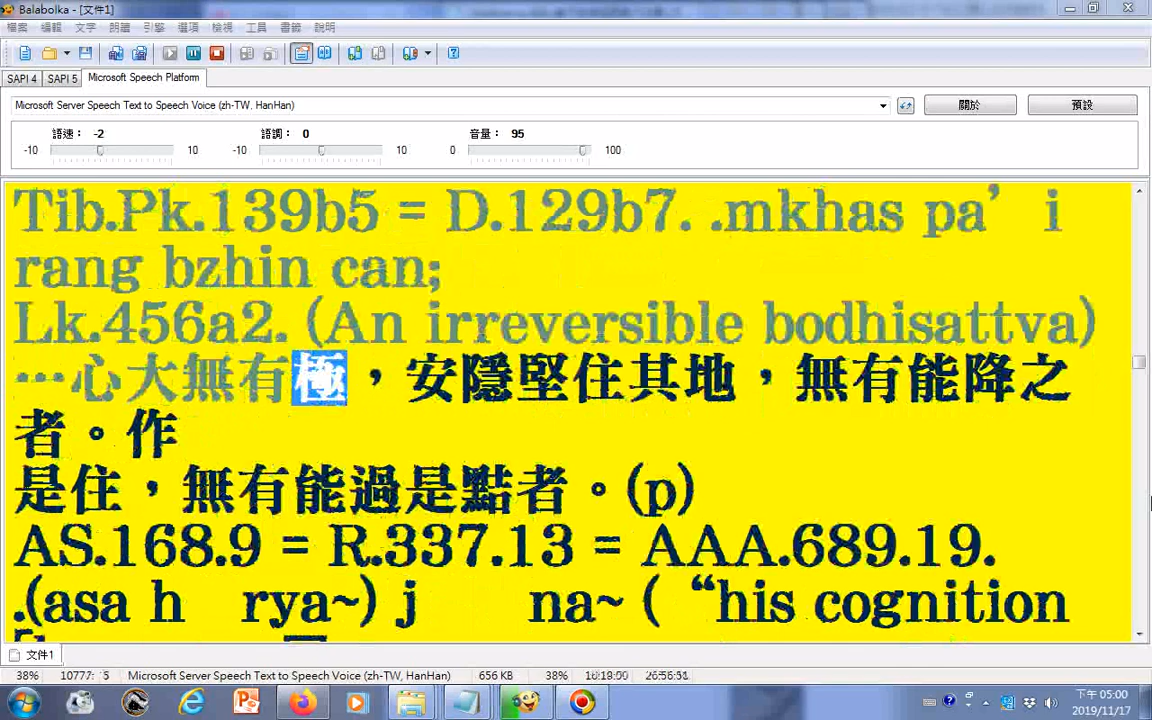 Balabolka - [文件1]
檔案 編輯 文字 朗讀 引擎 選項 檢視 工具 書籤 說明
SAPI 4 SAPI 5 Microsoft Speech Platform
Microsoft Server Speech Text to Speech Voice (zh-TW, HanHan) 關於 預設
語速： -2 語調： 0 音量： 95
-10 10 -10 10 0 100
Tib.Pk.139b5 = D.129b7. .mkhas pa’ i
rang bzhin can;
Lk.456a2. (An irreversible bodhisattva)
…心大無有極，安隱堅住其地，無有能降之
者。作
是住，無有能過是黠者。(p)
AS.168.9 = R.337.13 = AAA.689.19.
.(asa h rya~) j na~ ( “his cognition
文件1
38% Microsoft Server Speech Text to Speech Voice (zh-TW, HanHan) 656 KB 38%
下午 05:00
2019/11/17